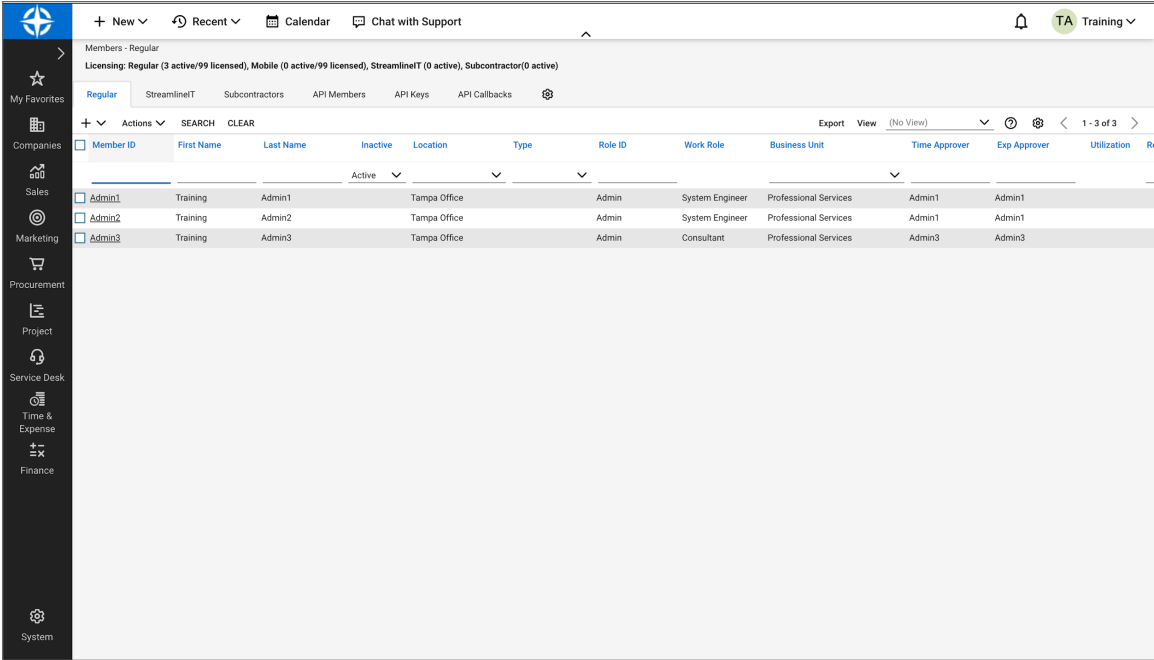 New Recent Calendar Chat with Support TA Training
Members - Regular
Licensing: Regular (3 active/99 licensed), Mobile (0 active/99 licensed), StreamlineIT (0 active), Subcontractor(0 active)
Regular StreamlineIT Subcontractors API Members API Keys API Callbacks
Actions SEARCH CLEAR Export View (No View) 1 - 3 of 3
Member ID First Name Last Name Inactive Location Type Role ID Work Role Business Unit Time Approver Exp Approver Utilization
Active
Admin1 Training Admin1 Tampa Office Admin System Engineer Professional Services Admin1 Admin1
Admin2 Training Admin2 Tampa Office Admin System Engineer Professional Services Admin1 Admin1
Admin3 Training Admin3 Tampa Office Admin Consultant Professional Services Admin3 Admin3
My Favorites
Companies
Sales
Marketing
Procurement
Project
Service Desk
Time &
Expense
Finance
System